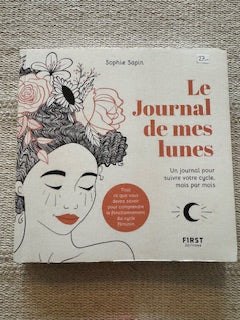 Sophie Sapin
Le
Journal
de mes
lunes
Un journal pour
suivre votre cycle,
mois par mois
Tout
ce que vous
devez savoir
pour comprendre
le fonctionnement
du cycle
féminin
FIRST
ÉDITIONS